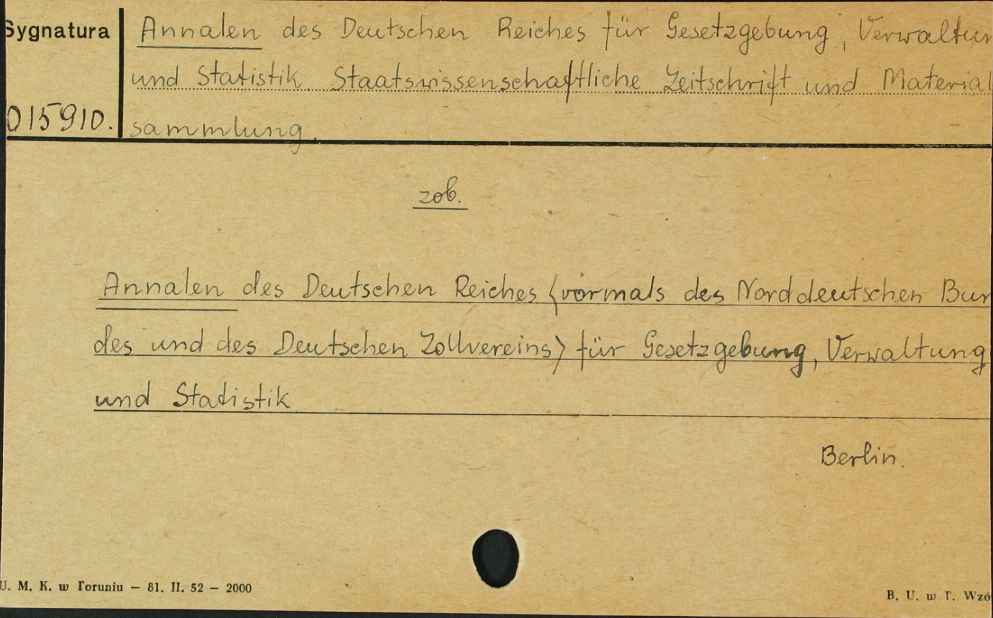 Sygnatura
Annalen des Deutschen Reiches für Gesetzgebung, Verwaltun
und Statistik Staatswissenschaftliche Zeitschrift und Material
015910.
sammlung.
zob.
Annalen des Deutschen Reiches (vormals des Norddeutschen Bun
des und des Deutschen Zollvereins) für Gesetzgebung, Verwaltung
und Statistik
Berlin.
U. M. K. w Toruniu — 81. II. 52 — 2000
B. U. w T. Wzó